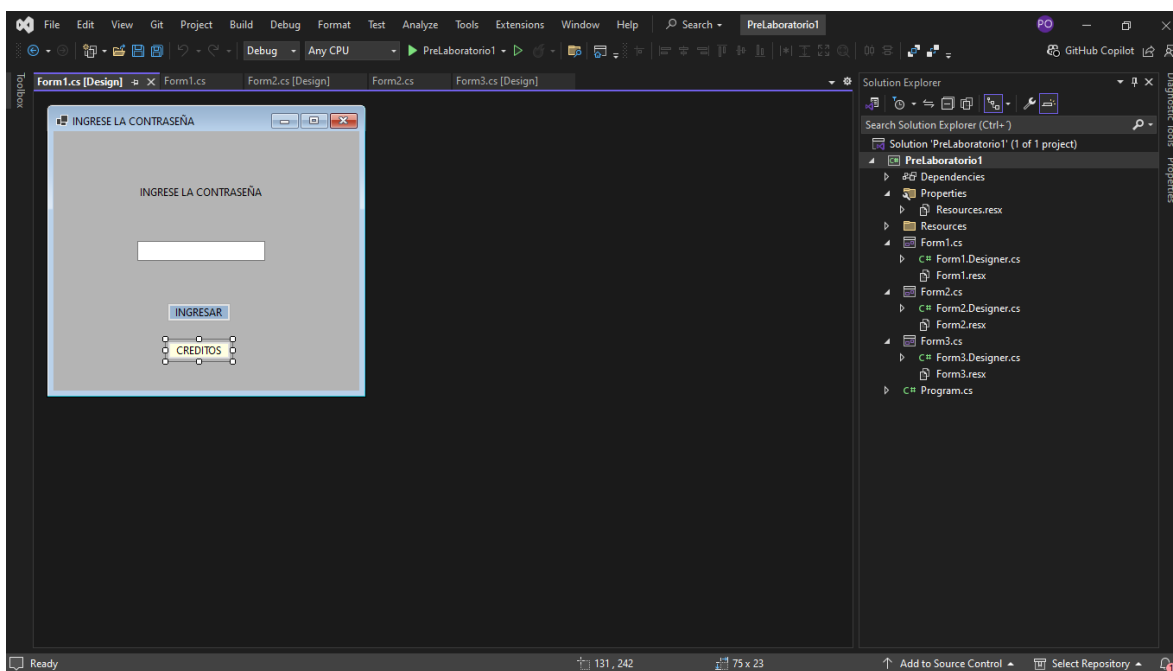 File Edit View Git Project Build Debug Format Test Analyze Tools Extensions Window Help Search PreLaboratorio1 PO
Debug Any CPU PreLaboratorio1 GitHub Copilot
Form1.cs [Design] Form1.cs Form2.cs [Design] Form2.cs Form3.cs [Design]
Toolbox
INGRESE LA CONTRASEÑA
INGRESE LA CONTRASEÑA
INGRESAR
CREDITOS
Solution Explorer
Search Solution Explorer (Ctrl+´)
Solution 'PreLaboratorio1' (1 of 1 project)
C# PreLaboratorio1
Dependencies
Properties
Resources.resx
Resources
Form1.cs
C# Form1.Designer.cs
Form1.resx
Form2.cs
C# Form2.Designer.cs
Form2.resx
Form3.cs
C# Form3.Designer.cs
Form3.resx
C# Program.cs
Diagnostic Tools
Properties
Ready 131 , 242 75 x 23 Add to Source Control Select Repository